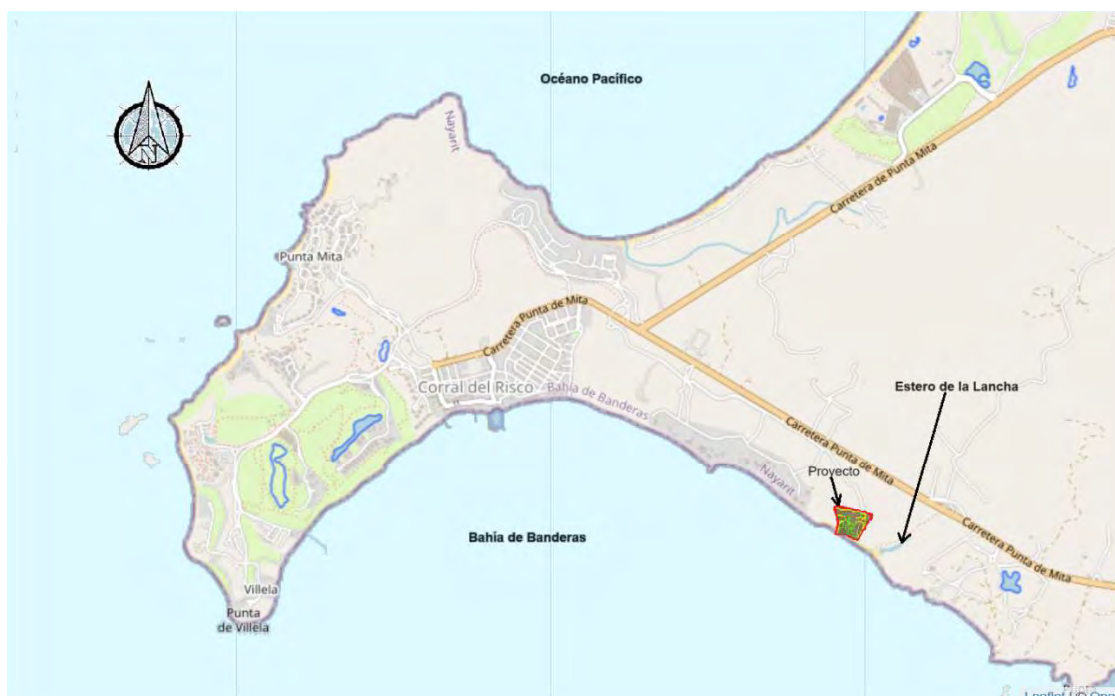 Océano Pacífico
N
Nayarit
Carretera de Punta Mita
Punta Mita
Carretera Punta de Mita
Corral del Risco
Bahía de Banderas
Estero de la Lancha
Carretera Punta de Mita
Nayarit
Proyecto
Carretera Punta de Mita
Bahía de Banderas
Villela
Punta
de Villela
Leaflet